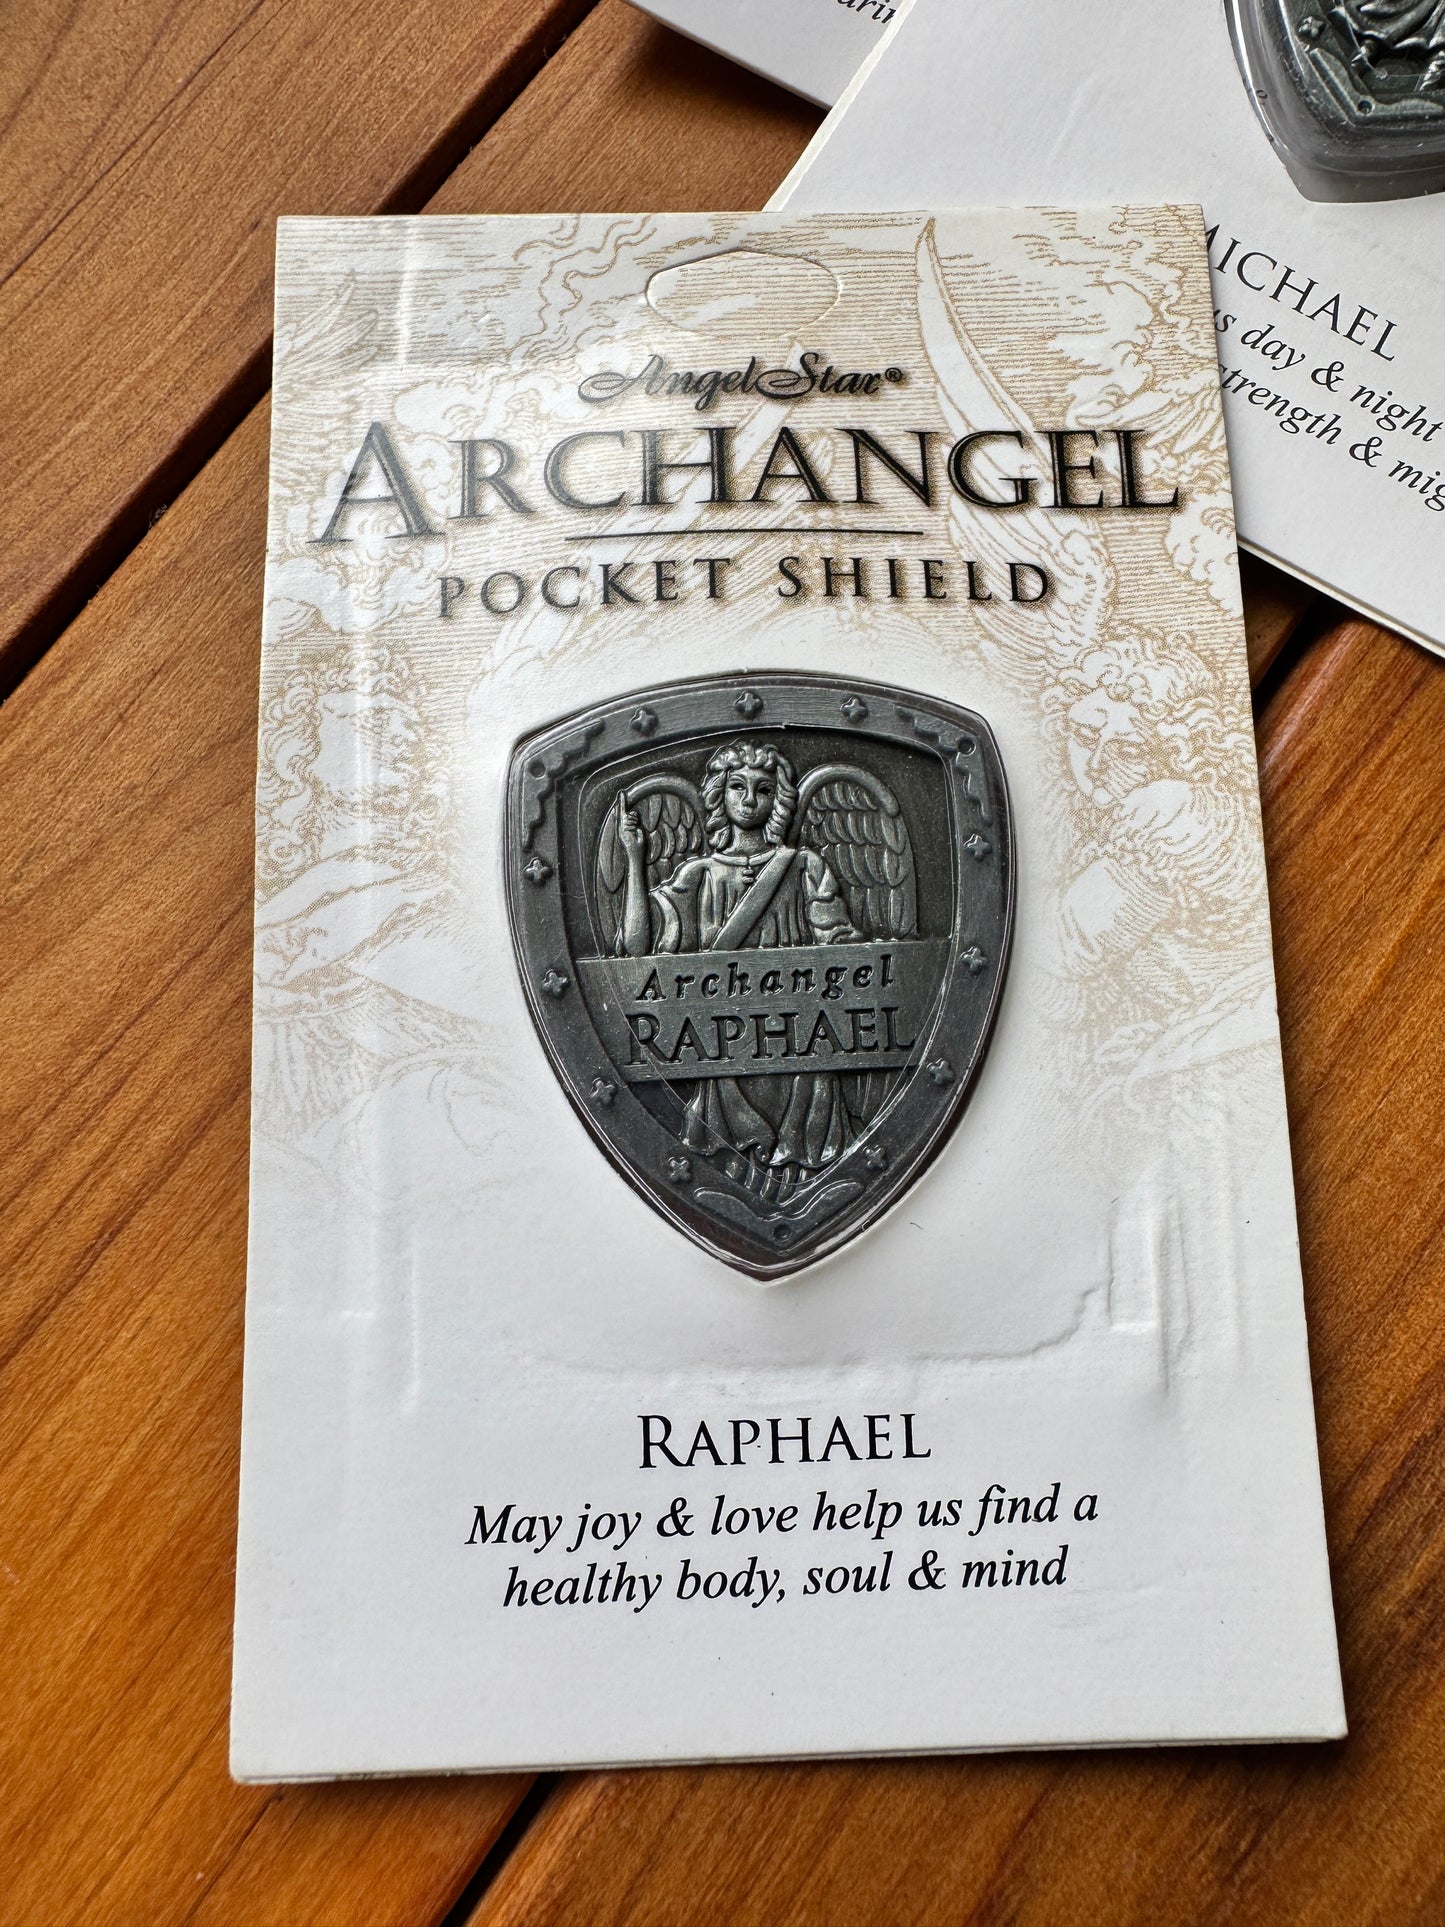 AngelStar®
ARCHANGEL
POCKET SHIELD
Archangel
RAPHAEL
RAPHAEL
May joy & love help us find a
healthy body, soul & mind
MICHAEL
day & night
strength &